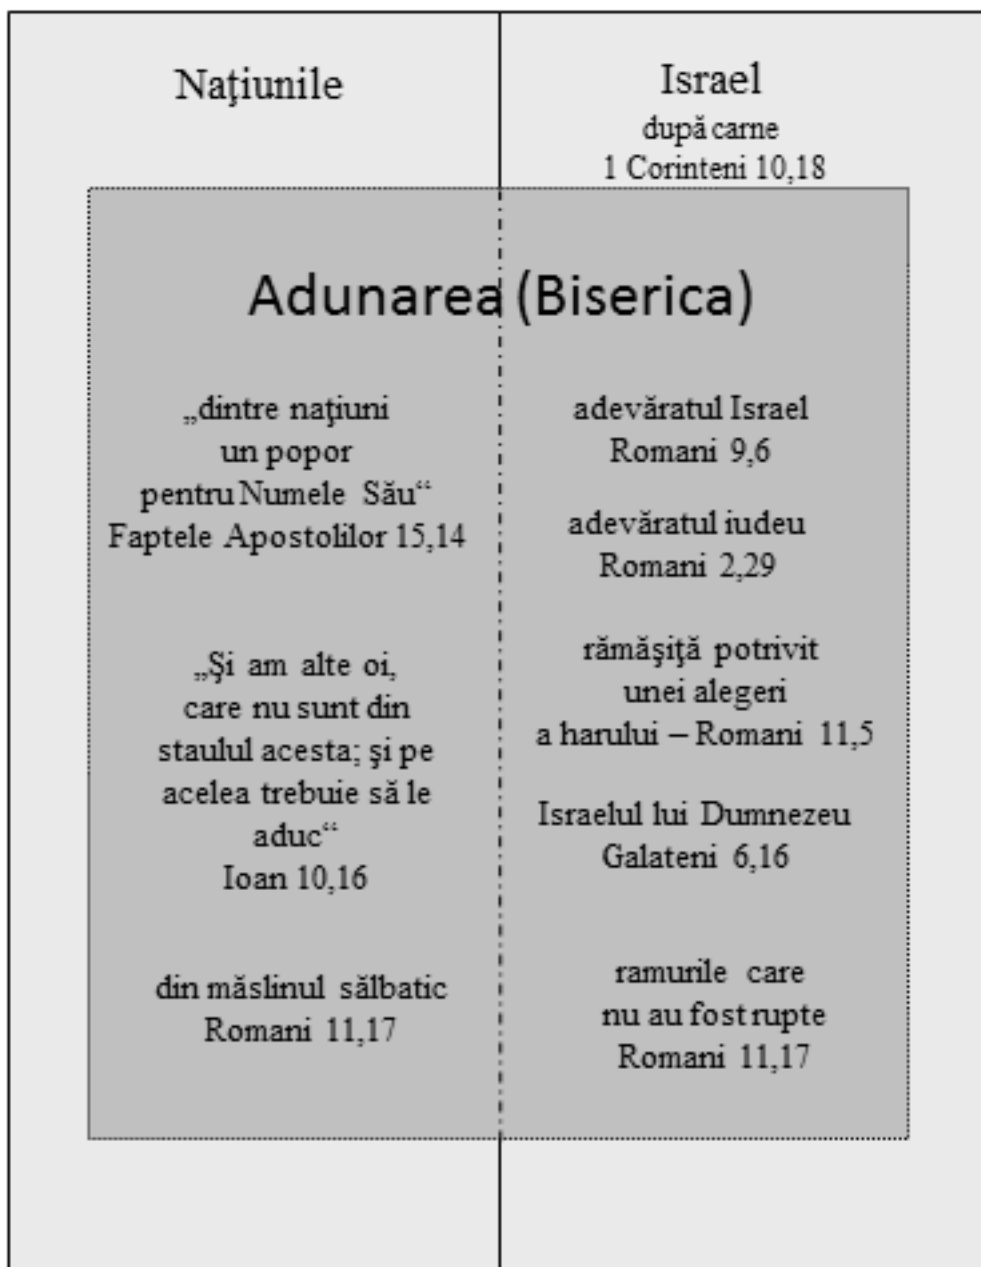 Naţiunile
Israel
după carne
1 Corinteni 10,18
Adunarea (Biserica)
„dintre naţiuni
un popor
pentru Numele Său“
Faptele Apostolilor 15,14
„Şi am alte oi,
care nu sunt din
staulul acesta; şi pe
acelea trebuie să le
aduc“
Ioan 10,16
din măslinul sălbatic
Romani 11,17
adevăratul Israel
Romani 9,6
adevăratul iudeu
Romani 2,29
rămăşiţă potrivit
unei alegeri
a harului – Romani 11,5
Israelul lui Dumnezeu
Galateni 6,16
ramurile care
nu au fost rupte
Romani 11,17